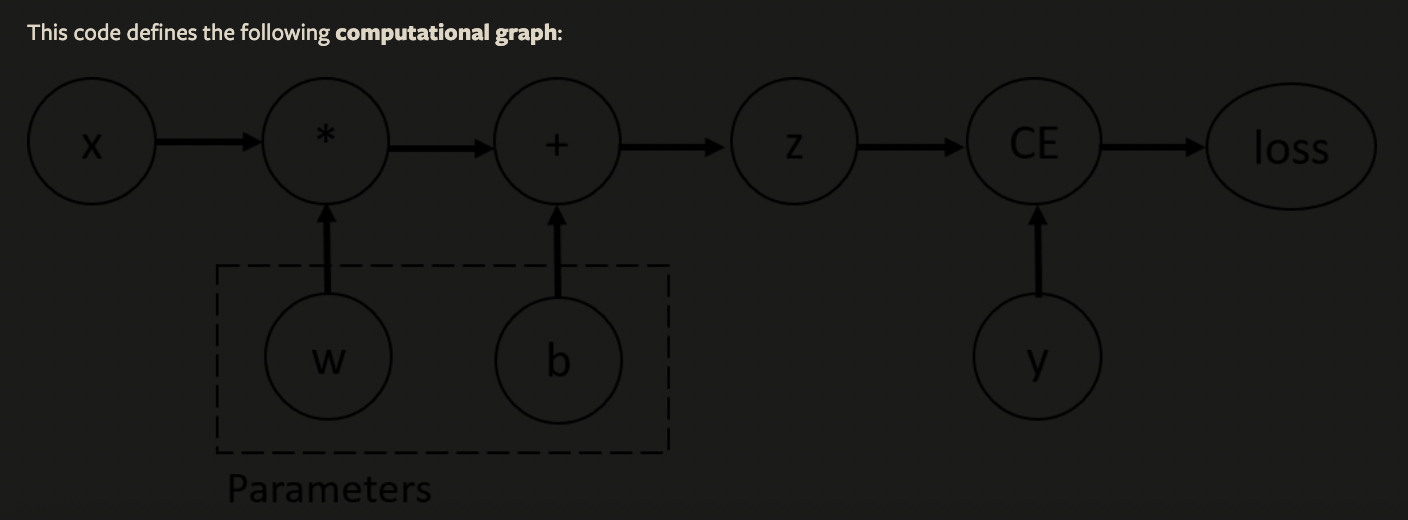 This code defines the following computational graph:
x * + z CE loss
w b y
Parameters